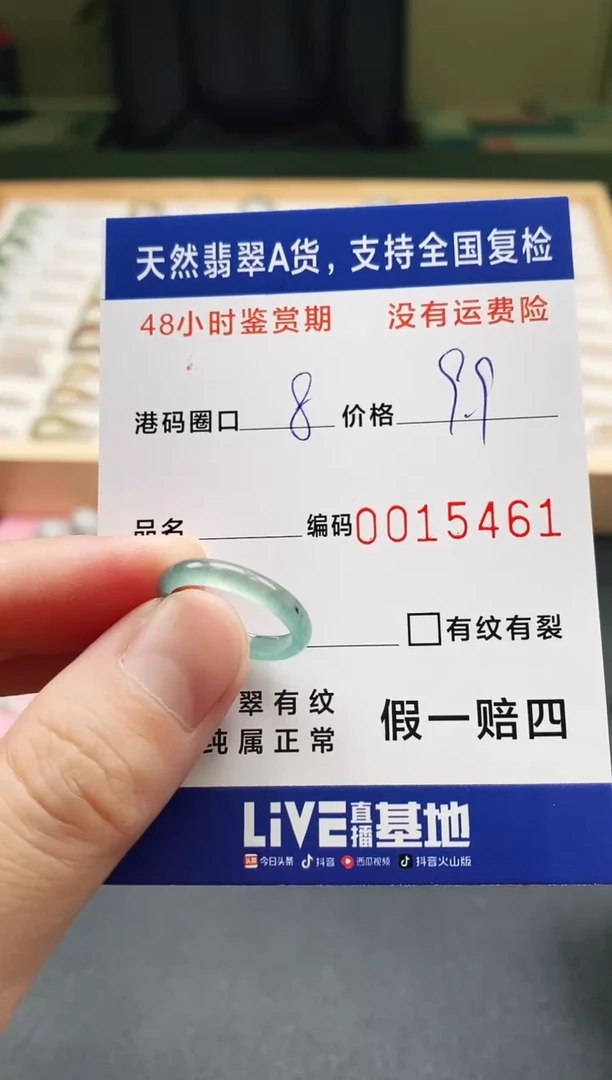 天然翡翠A货，支持全国复检
48小时鉴赏期 没有运费险
港码圈口 8 价格 99
品名 编码 0015461
□有纹有裂
翠有纹
纯属正常 假一赔四
LiVE直播基地
头条 今日头条 抖音 西瓜视频 抖音火山版